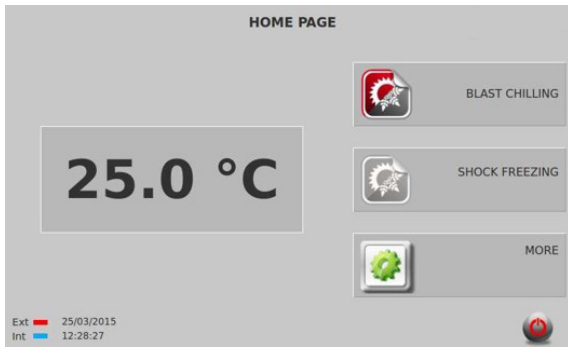 HOME PAGE
BLAST CHILLING
25.0 °C
SHOCK FREEZING
MORE
Ext 25/03/2015
Int 12:28:27